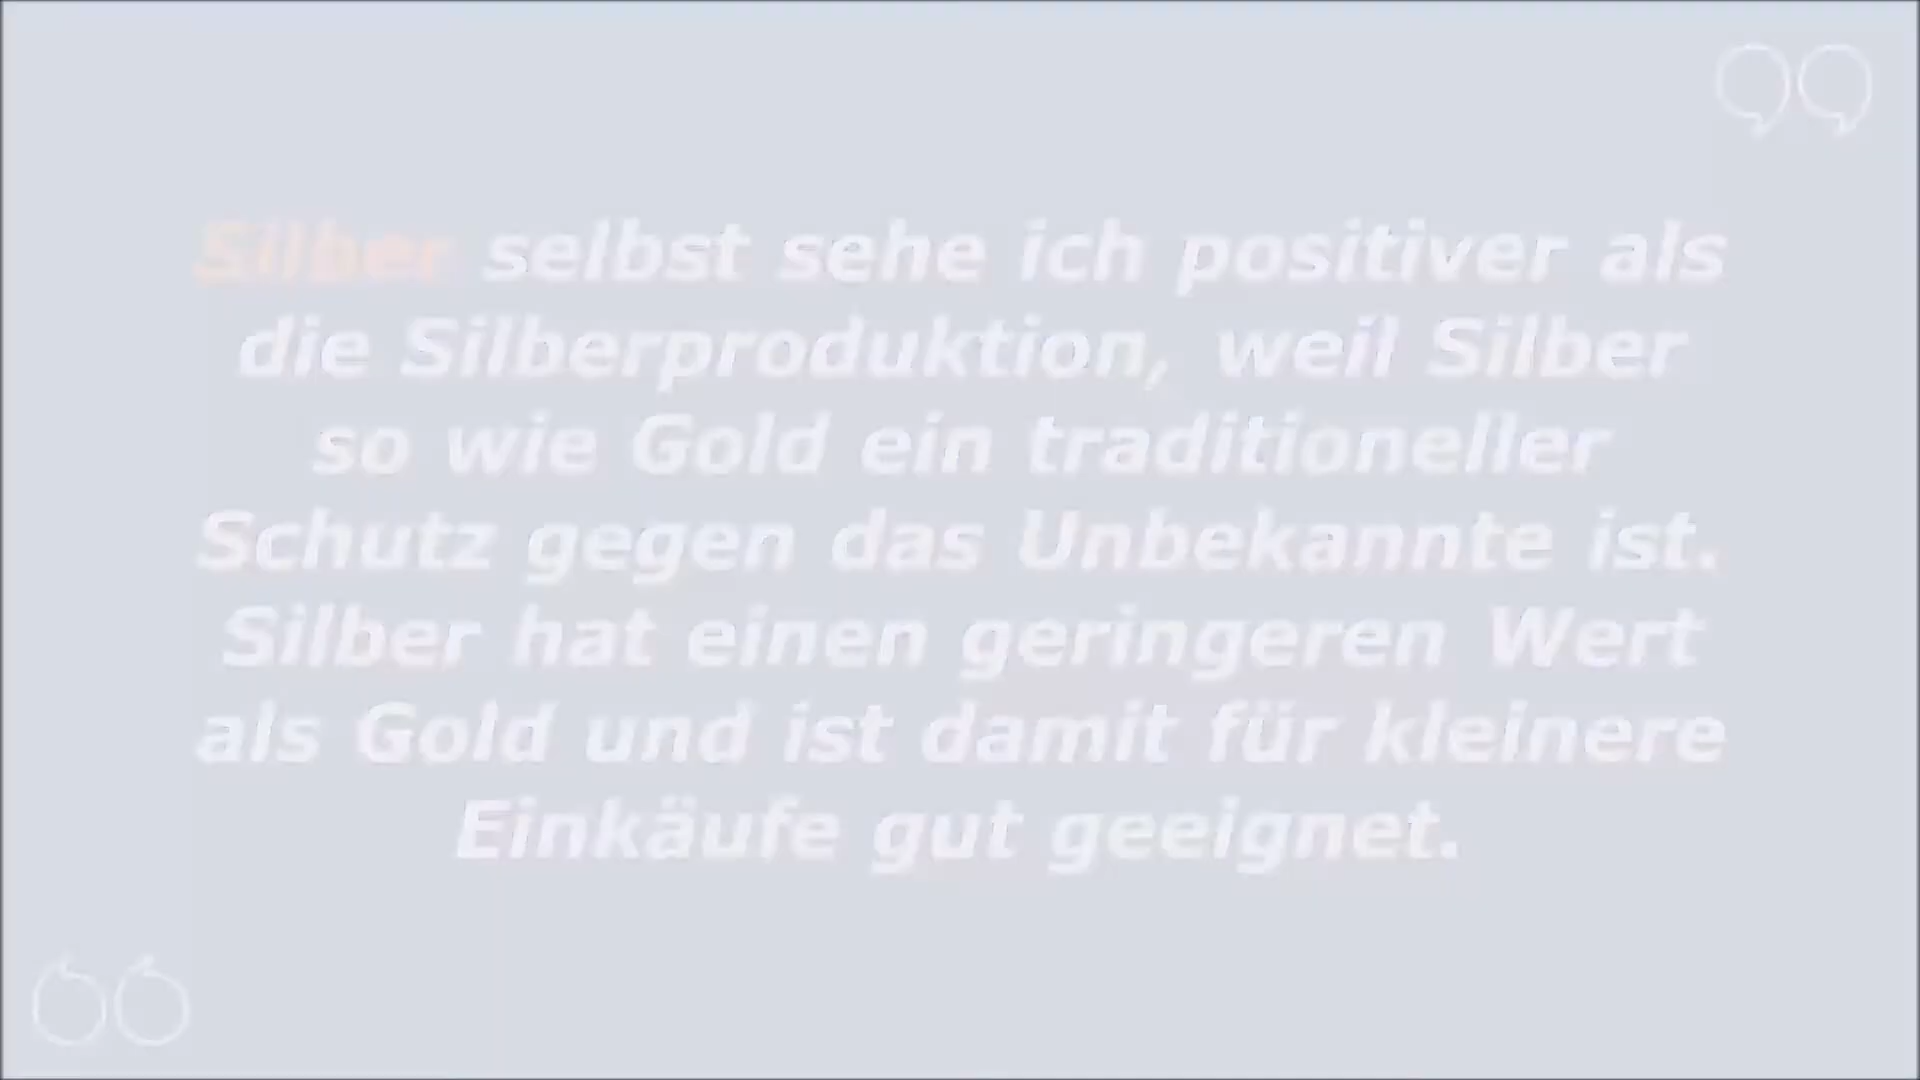 Silber selbst sehe ich positiver als
die Silberproduktion, weil Silber
so wie Gold ein traditioneller
Schutz gegen das Unbekannte ist.
Silber hat einen geringeren Wert
als Gold und ist damit für kleinere
Einkäufe gut geeignet.